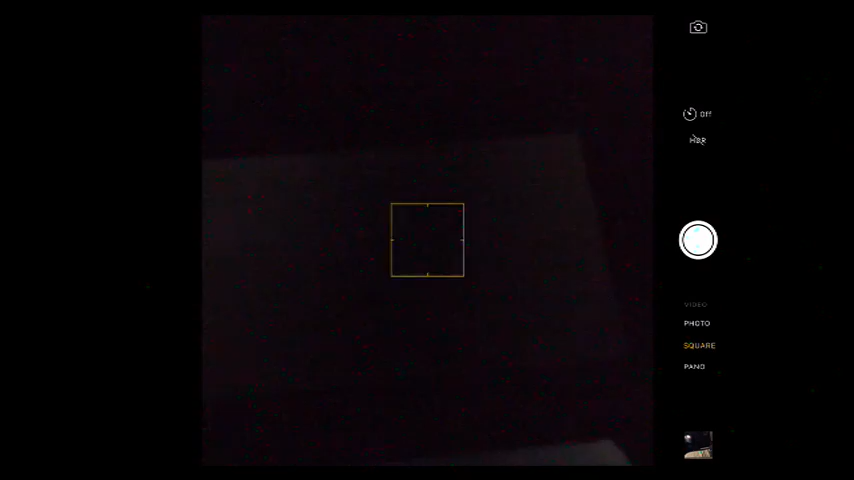 Off
HDR
VIDEO
PHOTO
SQUARE
PANO